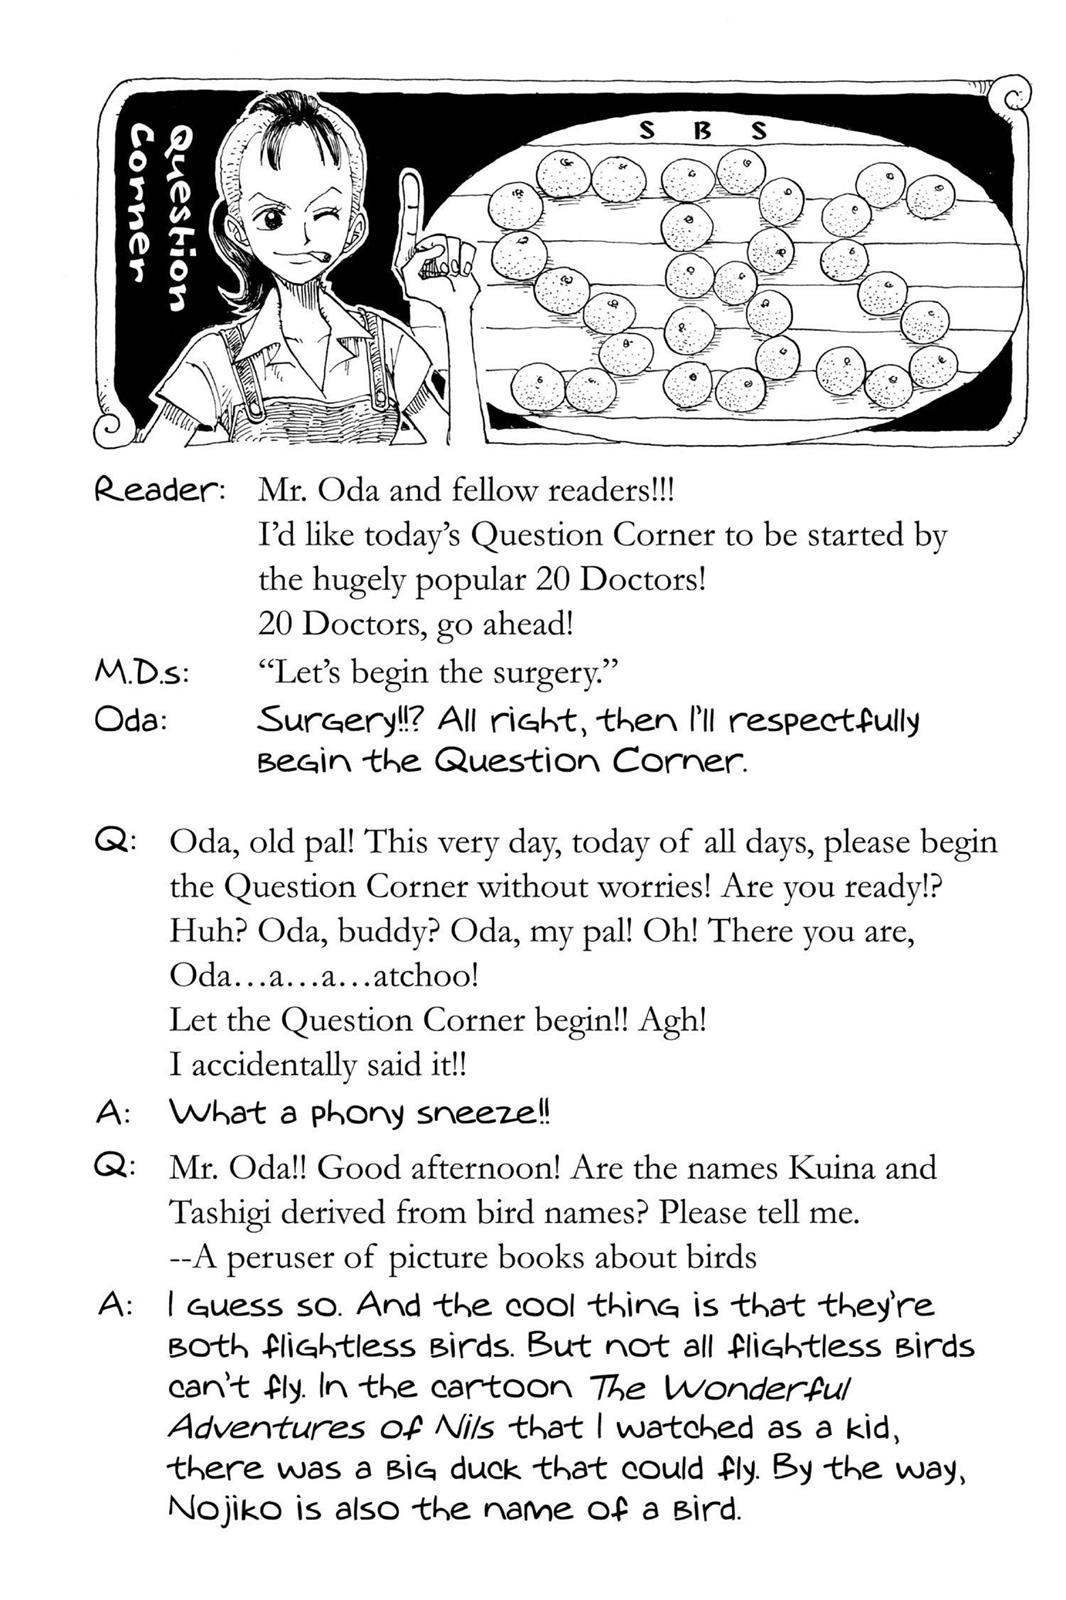 Question
Corner
S B S
SBS
Reader: Mr. Oda and fellow readers!!!
I'd like today's Question Corner to be started by
the hugely popular 20 Doctors!
20 Doctors, go ahead!
M.D.s: “Let's begin the surgery.”
Oda: Surgery!!? All right, then I'll respectfully
begin the Question Corner.
Q: Oda, old pal! This very day, today of all days, please begin
the Question Corner without worries! Are you ready!?
Huh? Oda, buddy? Oda, my pal! Oh! There you are,
Oda…a…a…atchoo!
Let the Question Corner begin!! Agh!
I accidentally said it!!
A: What a phony sneeze!!
Q: Mr. Oda!! Good afternoon! Are the names Kuina and
Tashigi derived from bird names? Please tell me.
--A peruser of picture books about birds
A: I guess so. And the cool thing is that they're
both flightless birds. But not all flightless birds
can't fly. In the cartoon The Wonderful
Adventures of Nils that I watched as a kid,
there was a big duck that could fly. By the way,
Nojiko is also the name of a bird.